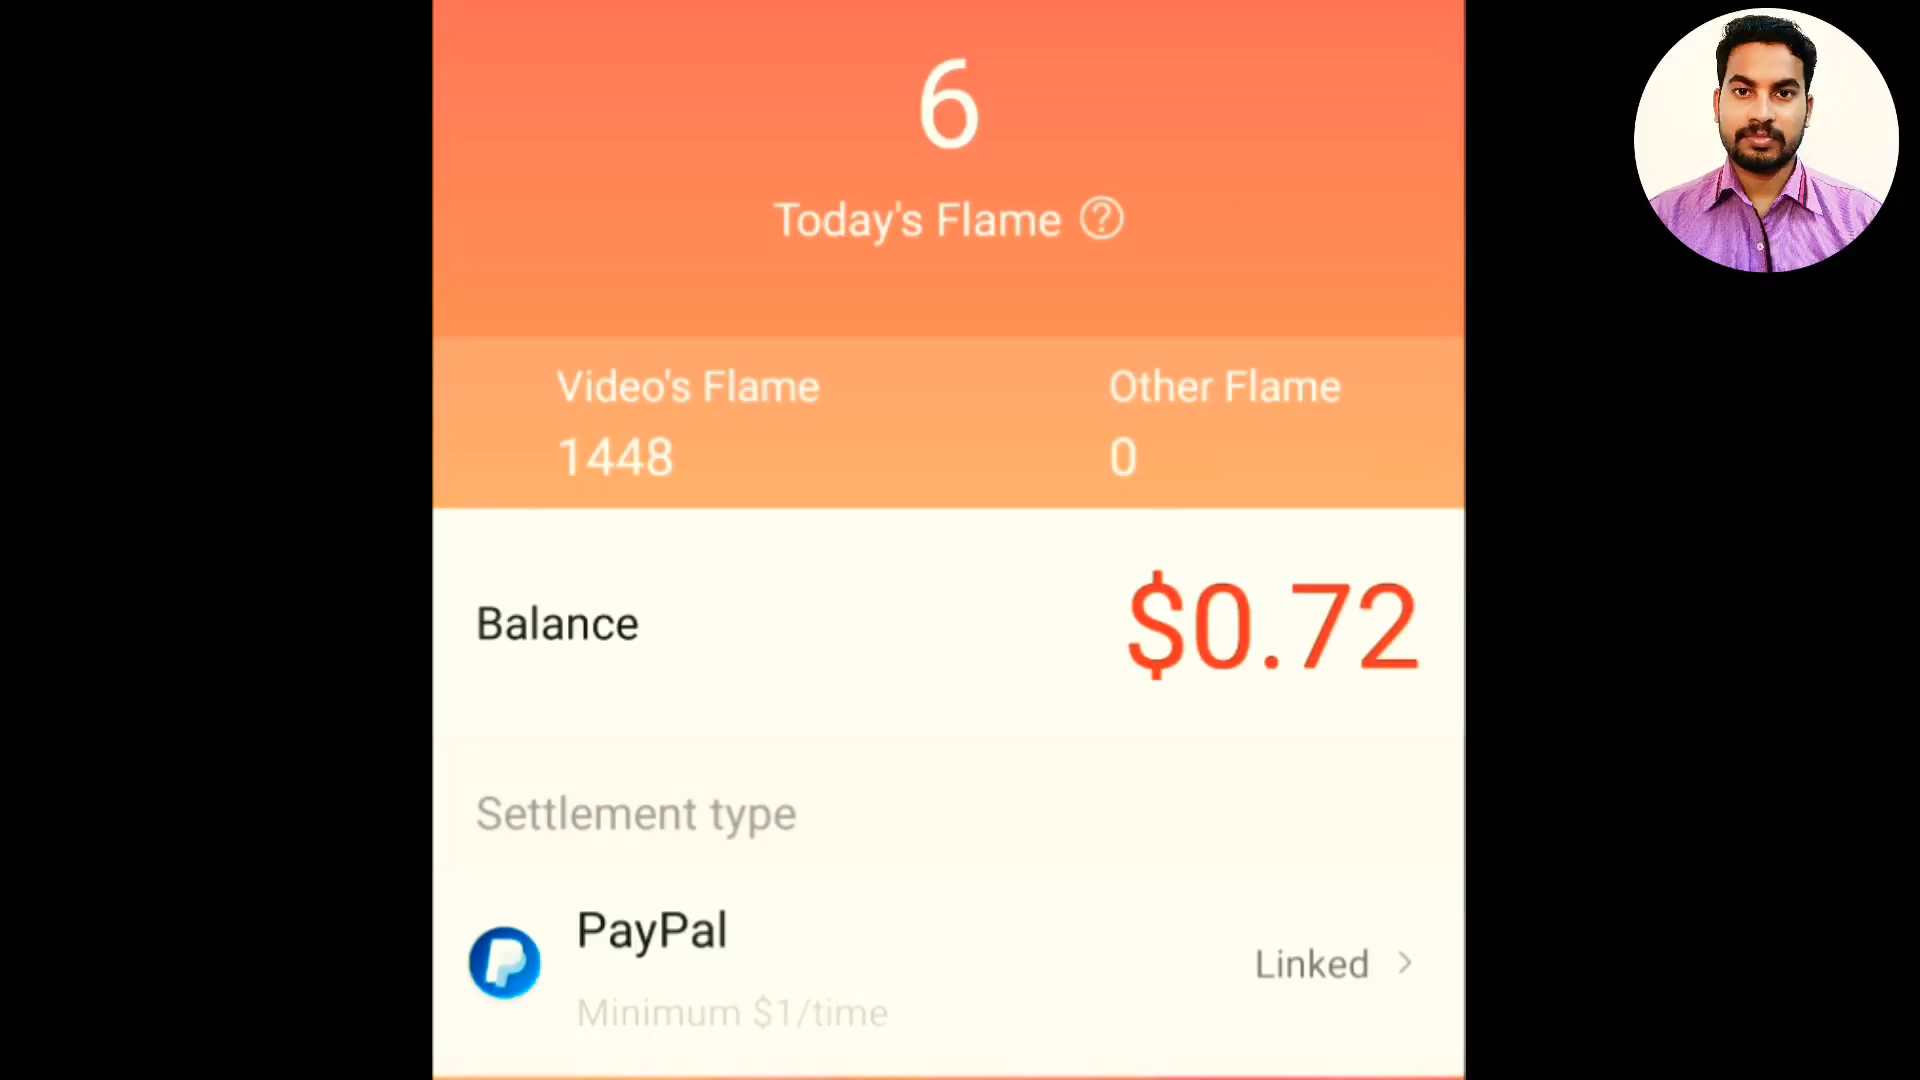 6
Today's Flame
Video's Flame Other Flame
1448 0
Balance $0.72
Settlement type
PayPal
Linked
Minimum $1/time